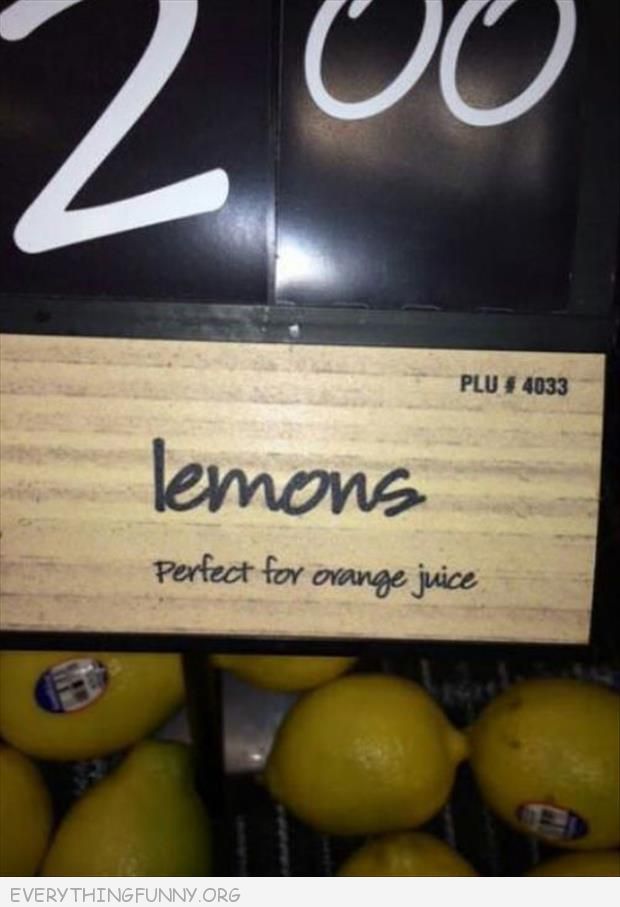 2 00
PLU # 4033
lemons
Perfect for orange juice
EVERYTHINGFUNNY.ORG